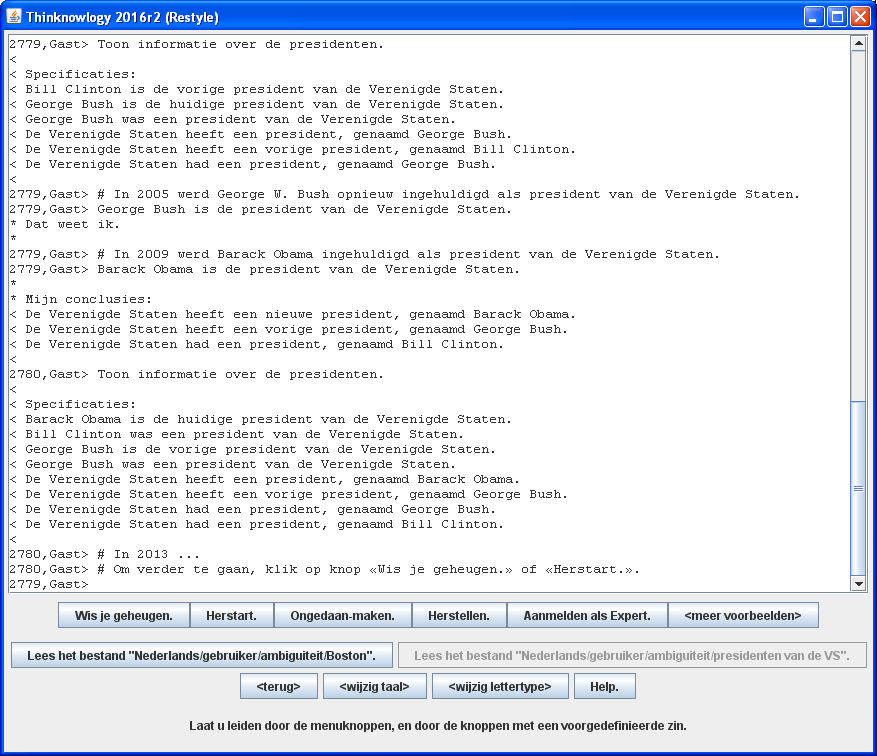 Thinknowlogy 2016r2 (Restyle)
2779,Gast> Toon informatie over de presidenten.
<
< Specificaties:
< Bill Clinton is de vorige president van de Verenigde Staten.
< George Bush is de huidige president van de Verenigde Staten.
< George Bush was een president van de Verenigde Staten.
< De Verenigde Staten heeft een president, genaamd George Bush.
< De Verenigde Staten heeft een vorige president, genaamd Bill Clinton.
< De Verenigde Staten had een president, genaamd George Bush.
<
2779,Gast> # In 2005 werd George W. Bush opnieuw ingehuldigd als president van de Verenigde Staten.
2779,Gast> George Bush is de president van de Verenigde Staten.
* Dat weet ik.
*
2779,Gast> # In 2009 werd Barack Obama ingehuldigd als president van de Verenigde Staten.
2779,Gast> Barack Obama is de president van de Verenigde Staten.
*
* Mijn conclusies:
< De Verenigde Staten heeft een nieuwe president, genaamd Barack Obama.
< De Verenigde Staten heeft een vorige president, genaamd George Bush.
< De Verenigde Staten had een president, genaamd Bill Clinton.
<
2780,Gast> Toon informatie over de presidenten.
<
< Specificaties:
< Barack Obama is de huidige president van de Verenigde Staten.
< Bill Clinton was een president van de Verenigde Staten.
< George Bush is de vorige president van de Verenigde Staten.
< George Bush was een president van de Verenigde Staten.
< De Verenigde Staten heeft een president, genaamd Barack Obama.
< De Verenigde Staten heeft een vorige president, genaamd George Bush.
< De Verenigde Staten had een president, genaamd George Bush.
< De Verenigde Staten had een president, genaamd Bill Clinton.
<
2780,Gast> # In 2013 ...
2780,Gast> # Om verder te gaan, klik op knop «Wis je geheugen.» of «Herstart.».
2779,Gast>
Wis je geheugen. Herstart. Ongedaan-maken. Herstellen. Aanmelden als Expert. <meer voorbeelden>
Lees het bestand "Nederlands/gebruiker/ambiguiteit/Boston". Lees het bestand "Nederlands/gebruiker/ambiguiteit/presidenten van de VS".
<terug> <wijzig taal> <wijzig lettertype> Help.
Laat u leiden door de menuknoppen, en door de knoppen met een voorgedefinieerde zin.